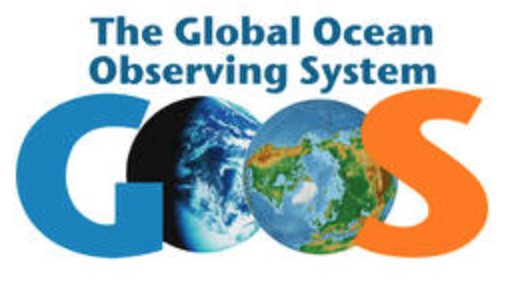 The Global Ocean
Observing System
GOOS